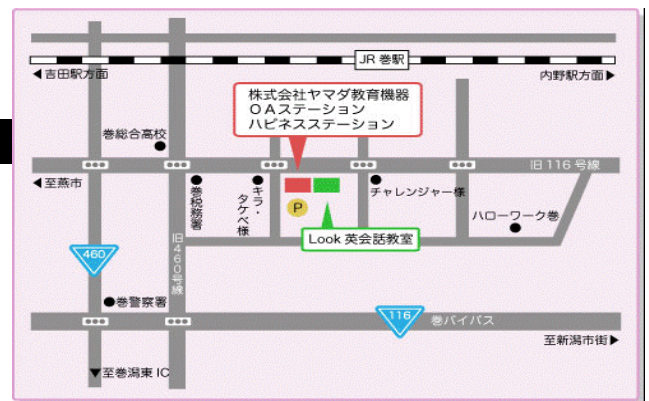 JR 巻駅
◀吉田駅方面
内野駅方面▶
株式会社ヤマダ教育機器
OAステーション
ハピネスステーション
巻総合高校
旧116号線
◀至燕市
巻税務署
キラ・
タケベ様
P
チャレンジャー様
ハローワーク巻
Look 英会話教室
460
旧460号線
巻警察署
116
巻バイパス
至新潟市街▶
▼至巻潟東IC